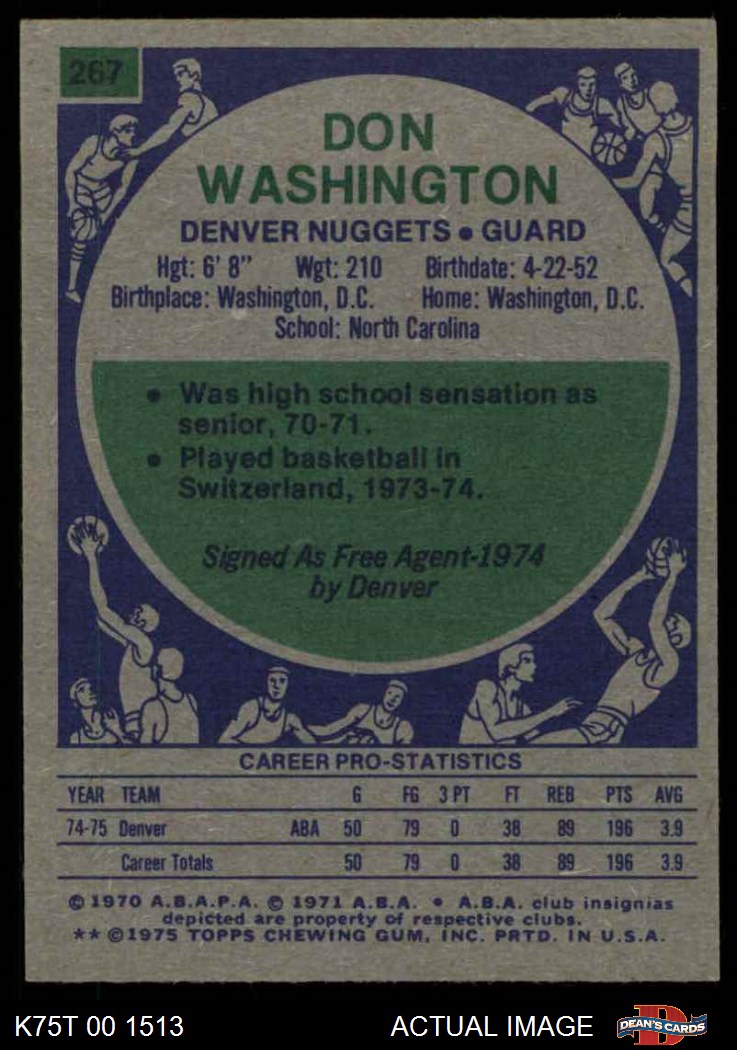 267
DON
WASHINGTON
DENVER NUGGETS • GUARD
Hgt: 6' 8" Wgt: 210 Birthdate: 4-22-52
Birthplace: Washington, D.C. Home: Washington, D.C.
School: North Carolina
• Was high school sensation as
senior, 70-71.
• Played basketball in
Switzerland, 1973-74.
Signed As Free Agent-1974
by Denver
CAREER PRO-STATISTICS
YEAR TEAM G FG 3 PT FT REB PTS AVG
74-75 Denver ABA 50 79 0 38 89 196 3.9
Career Totals 50 79 0 38 89 196 3.9
© 1970 A.B.A.P.A. © 1971 A.B.A. • A.B.A. club insignias
depicted are property of respective clubs.
** ©1975 TOPPS CHEWING GUM, INC. PRTD. IN U.S.A.
K75T 00 1513 ACTUAL IMAGE D DEAN'S CARDS